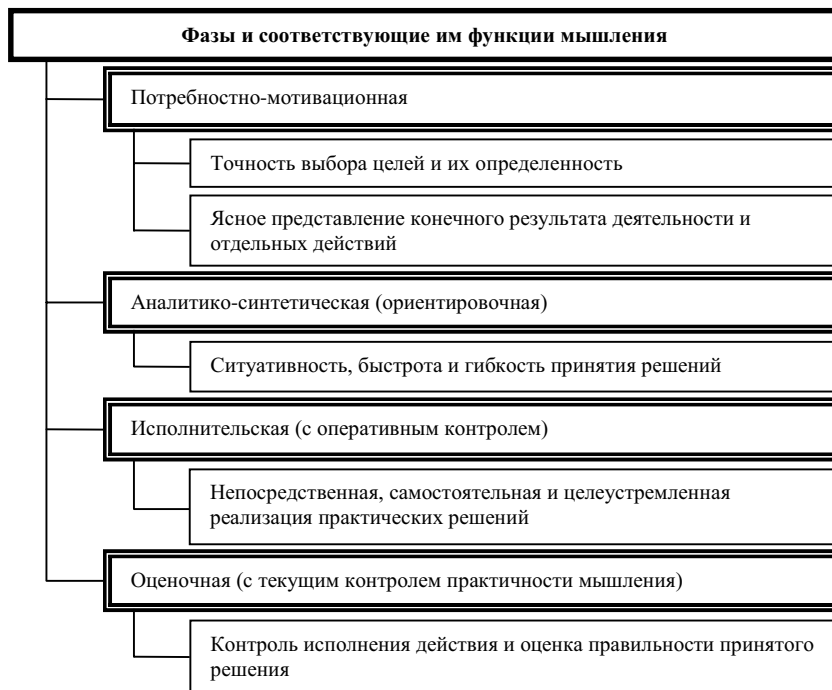 Фазы и соответствующие им функции мышления
Потребностно-мотивационная
Точность выбора целей и их определенность
Ясное представление конечного результата деятельности и
отдельных действий
Аналитико-синтетическая (ориентировочная)
Ситуативность, быстрота и гибкость принятия решений
Исполнительская (с оперативным контролем)
Непосредственная, самостоятельная и целеустремленная
реализация практических решений
Оценочная (с текущим контролем практичности мышления)
Контроль исполнения действия и оценка правильности принятого
решения